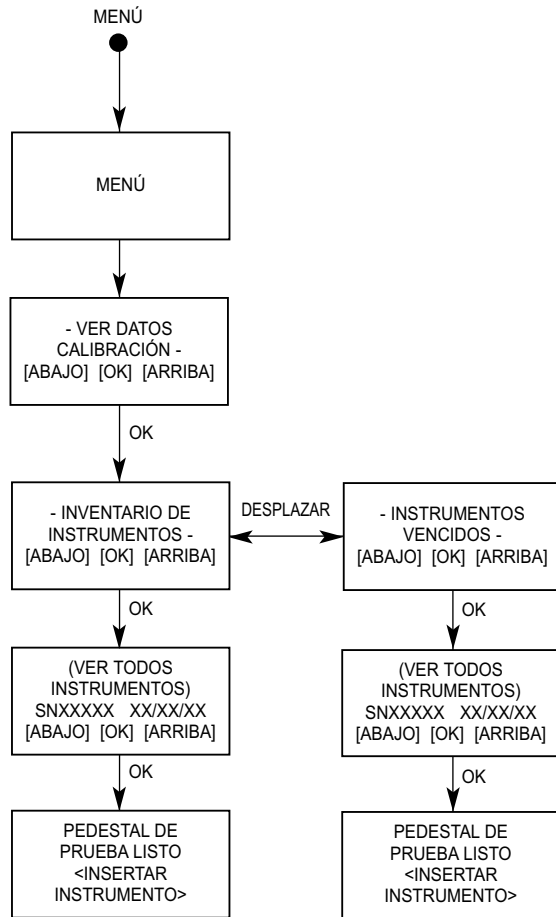 MENÚ
MENÚ
- VER DATOS
CALIBRACIÓN -
[ABAJO] [OK] [ARRIBA]
OK
- INVENTARIO DE
INSTRUMENTOS -
[ABAJO] [OK] [ARRIBA]
DESPLAZAR
- INSTRUMENTOS
VENCIDOS -
[ABAJO] [OK] [ARRIBA]
OK
(VER TODOS
INSTRUMENTOS)
SNXXXXX XX/XX/XX
[ABAJO] [OK] [ARRIBA]
OK
PEDESTAL DE
PRUEBA LISTO
<INSERTAR
INSTRUMENTO>
OK
(VER TODOS
INSTRUMENTOS)
SNXXXXX XX/XX/XX
[ABAJO] [OK] [ARRIBA]
OK
PEDESTAL DE
PRUEBA LISTO
<INSERTAR
INSTRUMENTO>